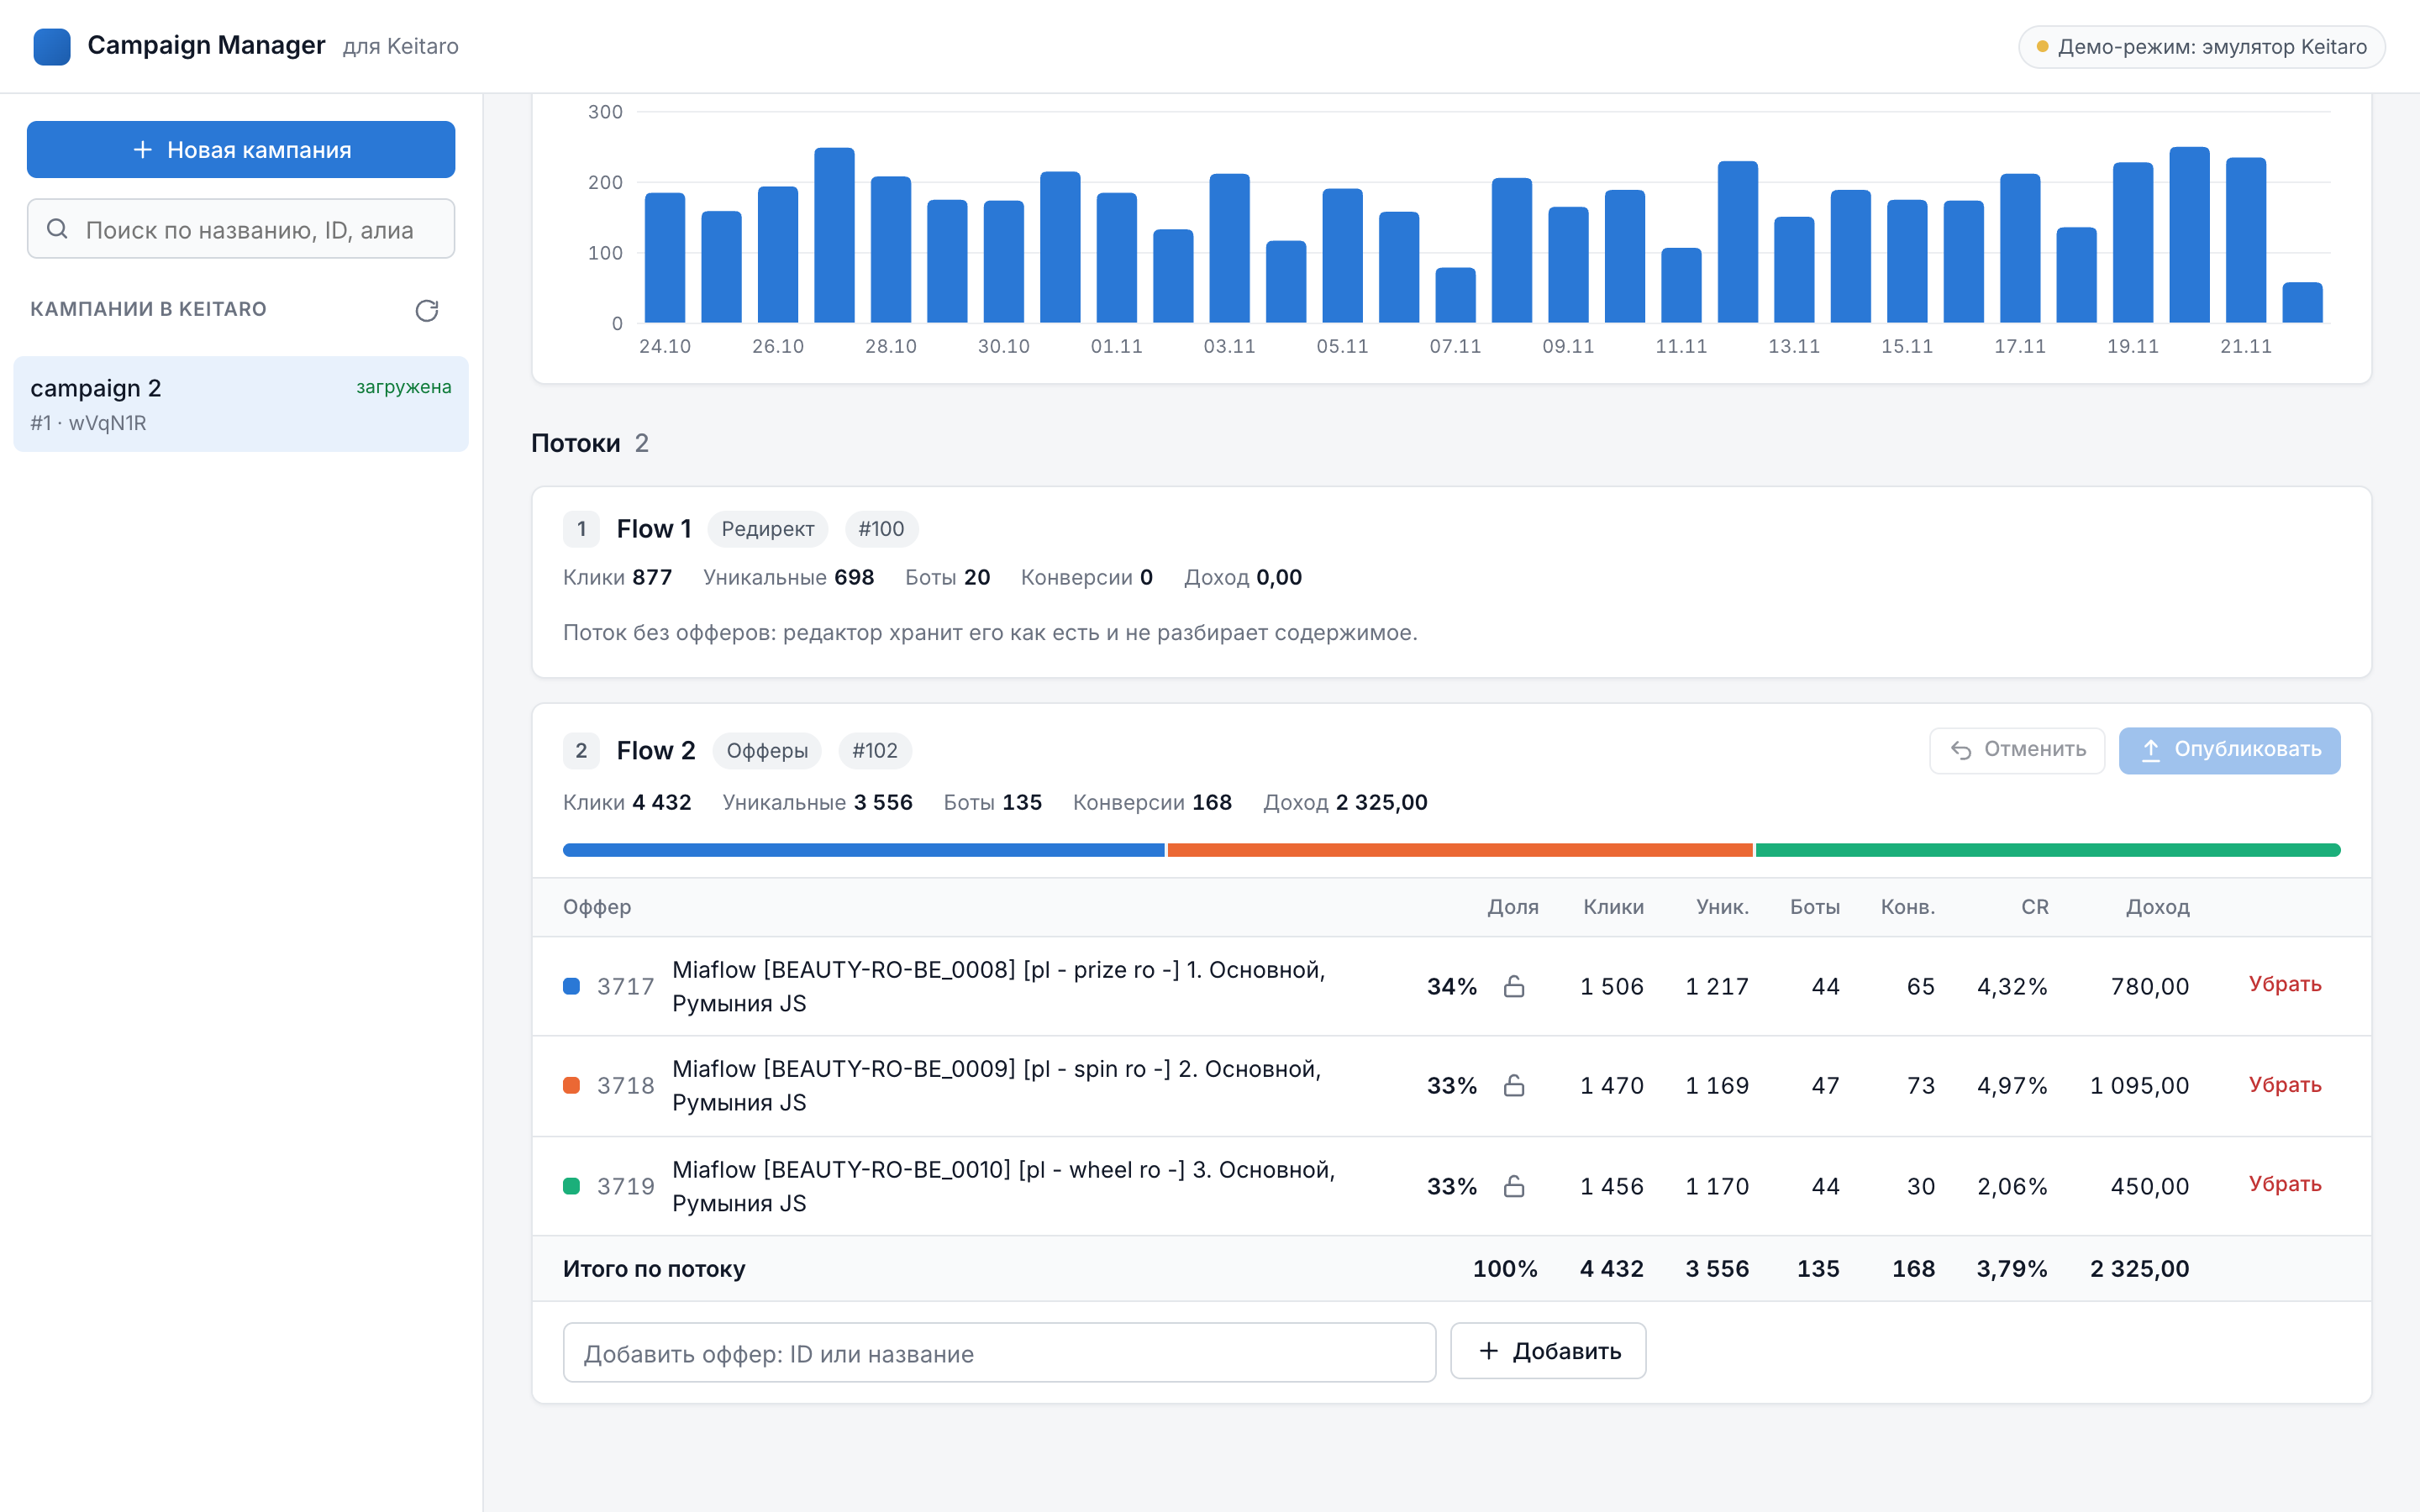 Campaign Manager для Keitaro
Демо-режим: эмулятор Keitaro
+ Новая кампания
Поиск по названию, ID, алиа
КАМПАНИИ В KEITARO
campaign 2 загружена
#1 · wVqN1R
300
200
100
0
24.10 26.10 28.10 30.10 01.11 03.11 05.11 07.11 09.11 11.11 13.11 15.11 17.11 19.11 21.11
Потоки 2
1 Flow 1 Редирект #100
Клики 877 Уникальные 698 Боты 20 Конверсии 0 Доход 0,00
Поток без офферов: редактор хранит его как есть и не разбирает содержимое.
2 Flow 2 Офферы #102 Отменить Опубликовать
Клики 4 432 Уникальные 3 556 Боты 135 Конверсии 168 Доход 2 325,00
Оффер Доля Клики Уник. Боты Конв. CR Доход
3717 Miaflow [BEAUTY-RO-BE_0008] [pl - prize ro -] 1. Основной,
Румыния JS
34% 1 506 1 217 44 65 4,32% 780,00 Убрать
3718 Miaflow [BEAUTY-RO-BE_0009] [pl - spin ro -] 2. Основной,
Румыния JS
33% 1 470 1 169 47 73 4,97% 1 095,00 Убрать
3719 Miaflow [BEAUTY-RO-BE_0010] [pl - wheel ro -] 3. Основной,
Румыния JS
33% 1 456 1 170 44 30 2,06% 450,00 Убрать
Итого по потоку 100% 4 432 3 556 135 168 3,79% 2 325,00
Добавить оффер: ID или название + Добавить